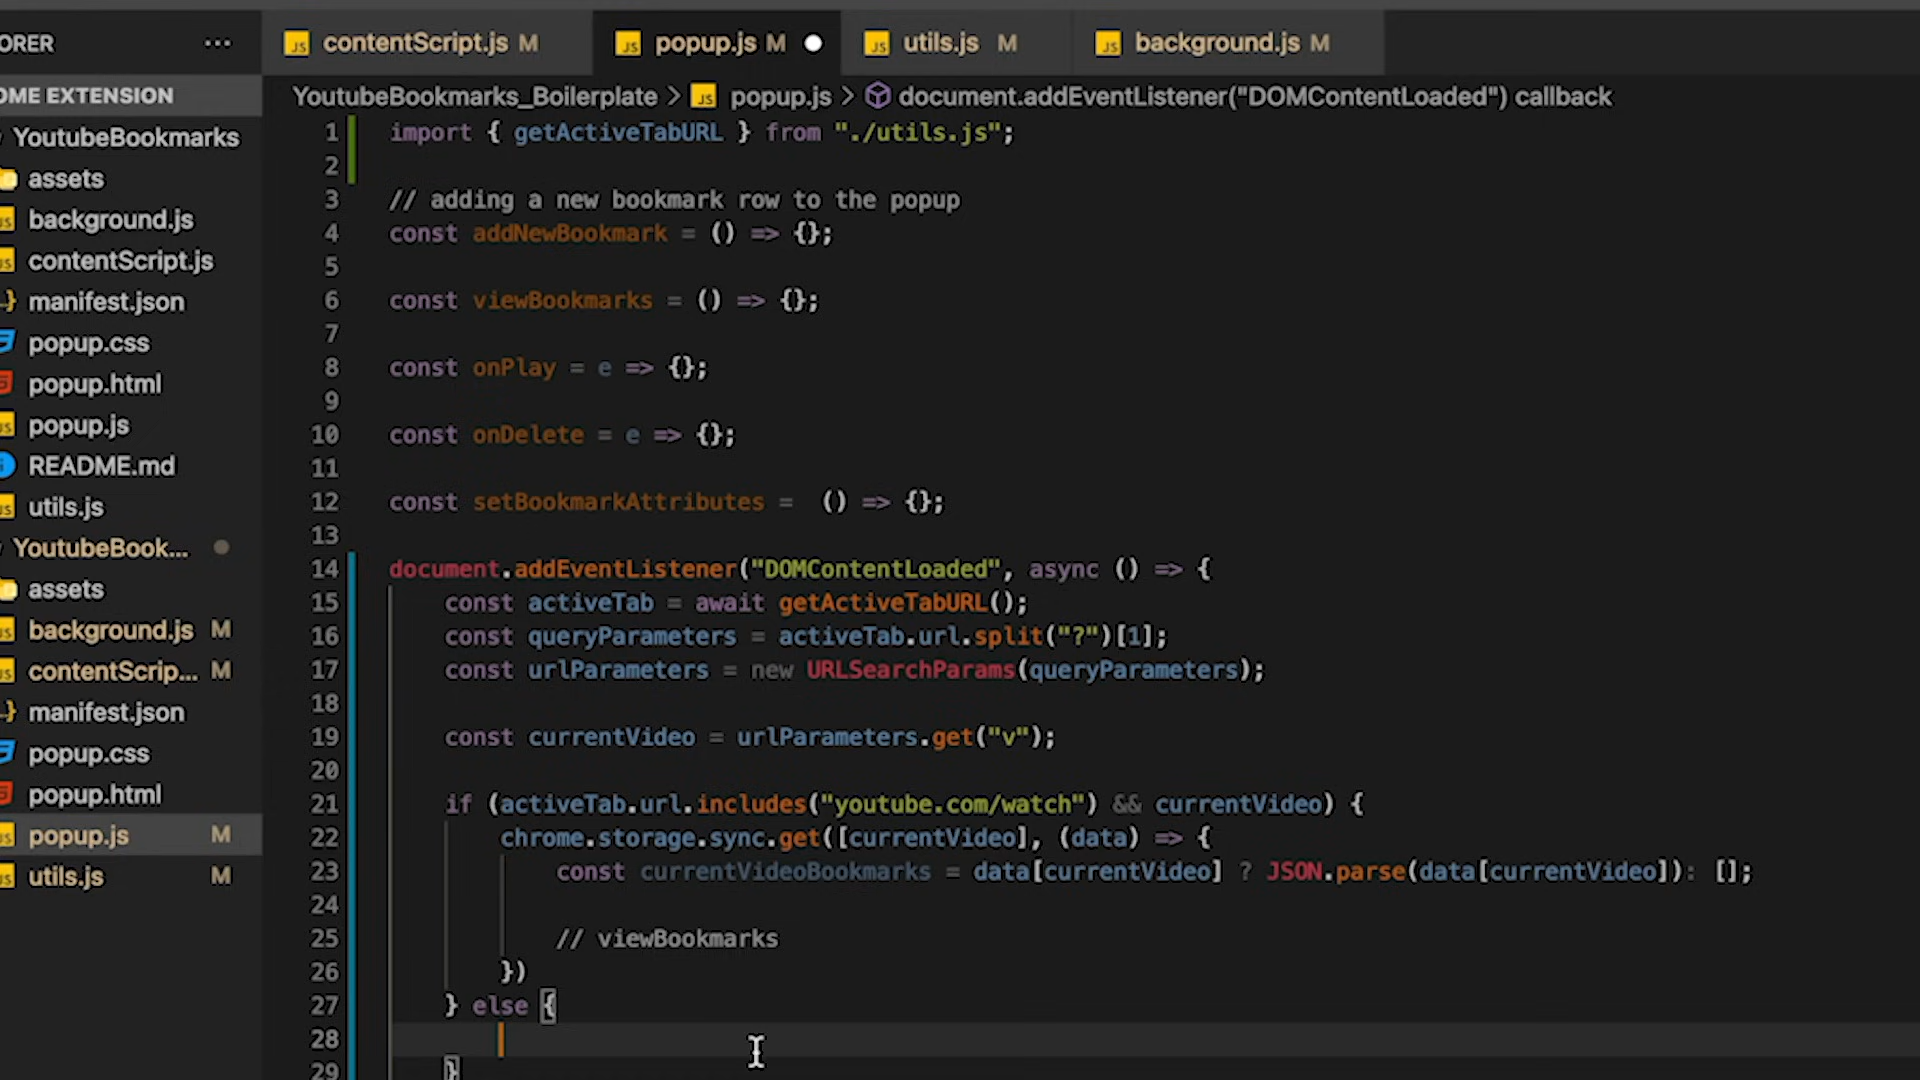 ORER ...
contentScript.js M
popup.js M
utils.js M
background.js M
OME EXTENSION
YoutubeBookmarks_Boilerplate > JS popup.js > document.addEventListener("DOMContentLoaded") callback
YoutubeBookmarks
assets
background.js
contentScript.js
manifest.json
popup.css
popup.html
popup.js
README.md
utils.js
YoutubeBook...
assets
background.js M
contentScrip... M
manifest.json
popup.css
popup.html
popup.js M
utils.js M
1 import { getActiveTabURL } from "./utils.js";
2
3 // adding a new bookmark row to the popup
4 const addNewBookmark = () => {};
5
6 const viewBookmarks = () => {};
7
8 const onPlay = e => {};
9
10 const onDelete = e => {};
11
12 const setBookmarkAttributes =  () => {};
13
14 document.addEventListener("DOMContentLoaded", async () => {
15 const activeTab = await getActiveTabURL();
16 const queryParameters = activeTab.url.split("?")[1];
17 const urlParameters = new URLSearchParams(queryParameters);
18
19 const currentVideo = urlParameters.get("v");
20
21 if (activeTab.url.includes("youtube.com/watch") && currentVideo) {
22 chrome.storage.sync.get([currentVideo], (data) => {
23 const currentVideoBookmarks = data[currentVideo] ? JSON.parse(data[currentVideo]): [];
24
25 // viewBookmarks
26 })
27 } else {
28
29 }